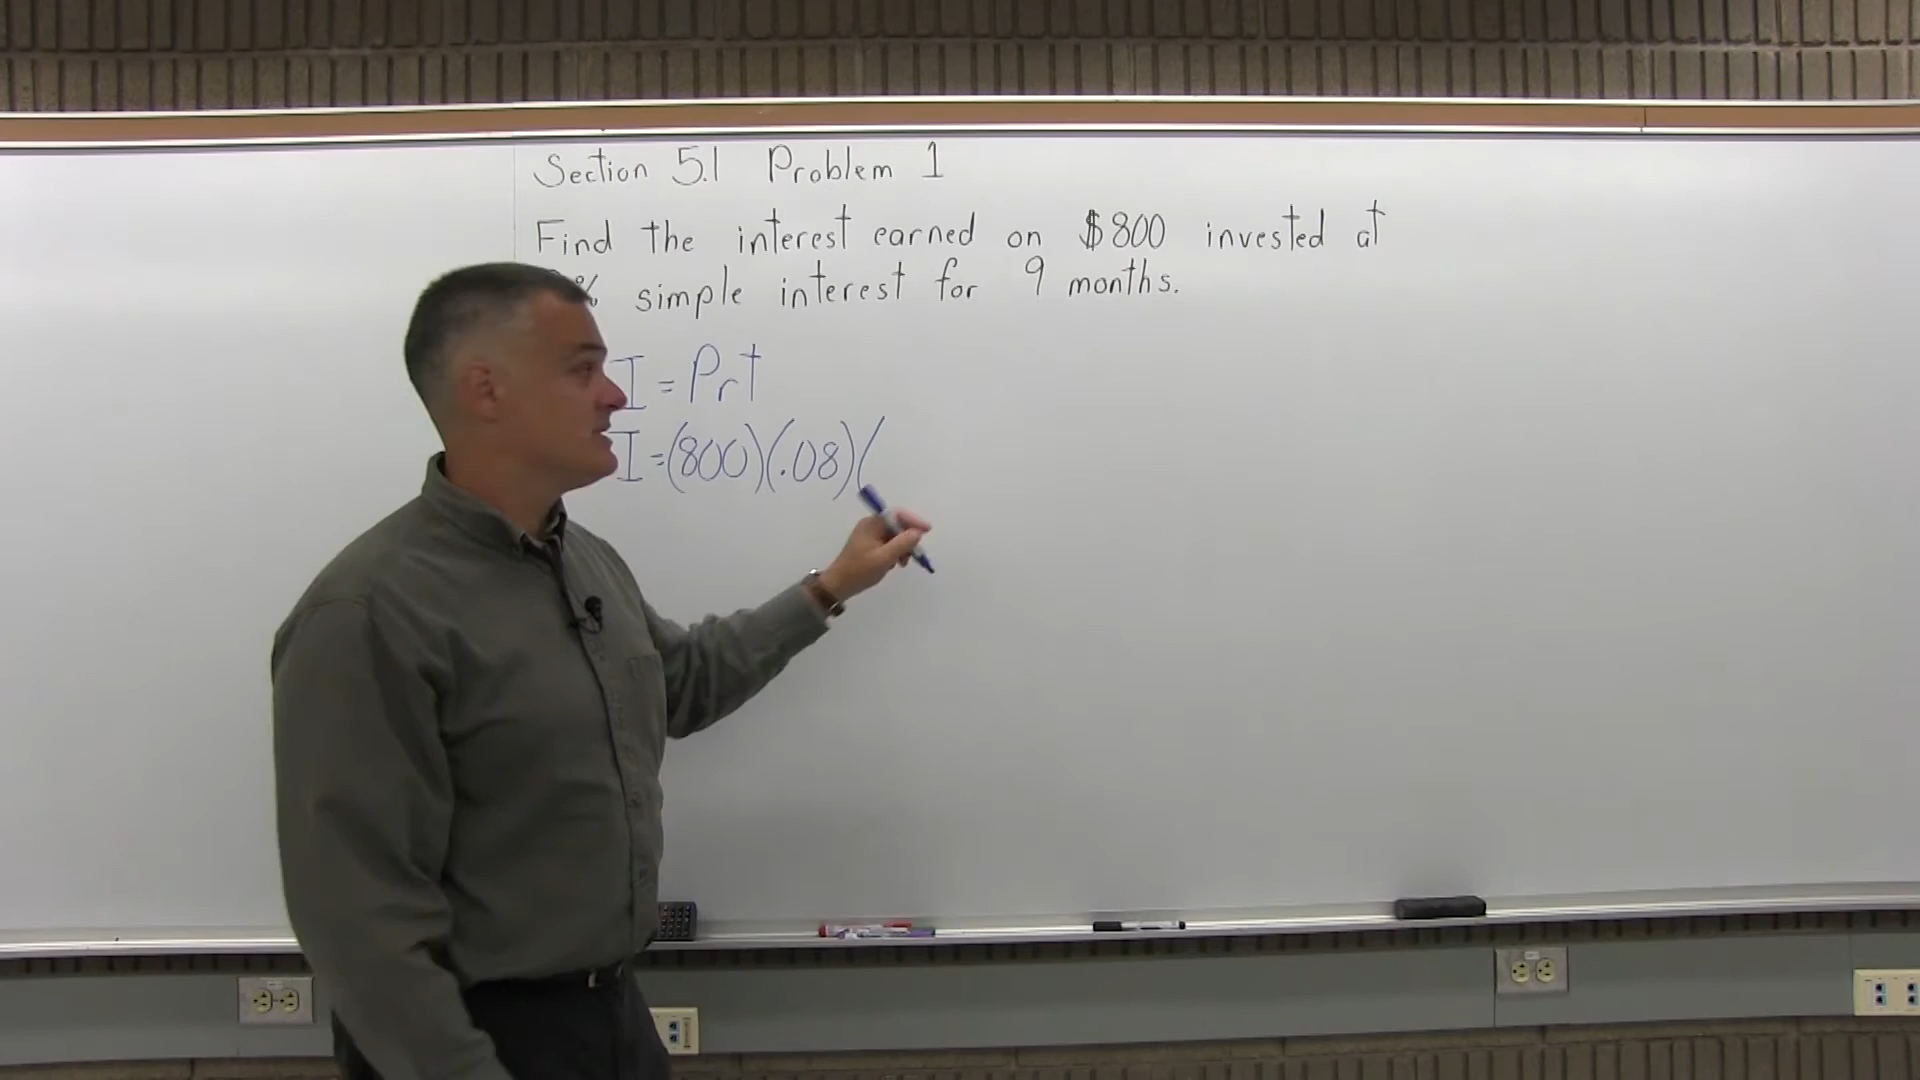 Section 5.1 Problem 1
Find the interest earned on $800 invested at
% simple interest for 9 months.
I = Prt
I = (800)(.08)(